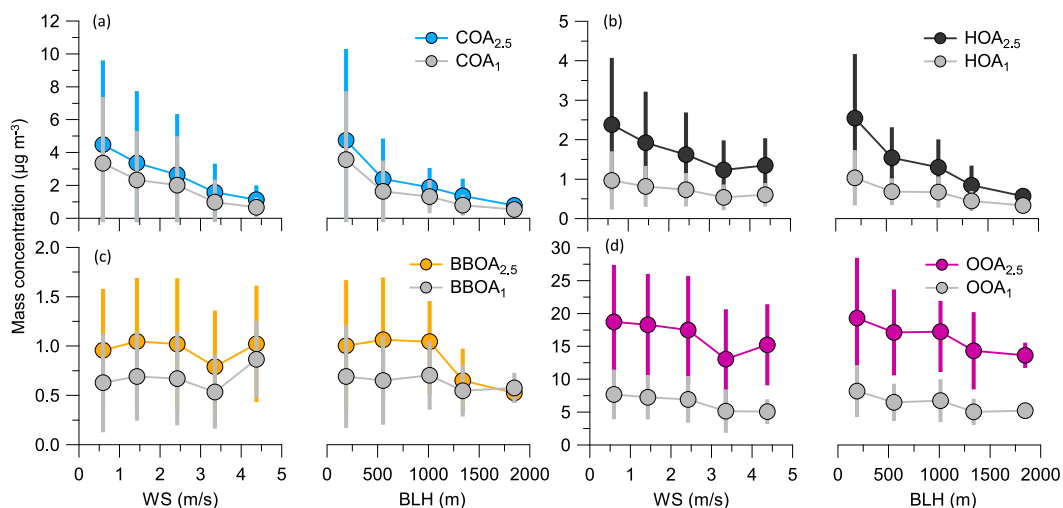 Mass concentration (µg m⁻³)
(a)
12
10
8
6
4
2
0
COA₂.₅
COA₁
(b)
5
4
3
2
1
0
HOA₂.₅
HOA₁
(c)
2.0
1.5
1.0
0.5
0.0
BBOA₂.₅
BBOA₁
(d)
30
25
20
15
10
5
0
OOA₂.₅
OOA₁
0 1 2 3 4 5
0 500 1000 1500 2000
0 1 2 3 4 5
0 500 1000 1500 2000
WS (m/s)
BLH (m)
WS (m/s)
BLH (m)